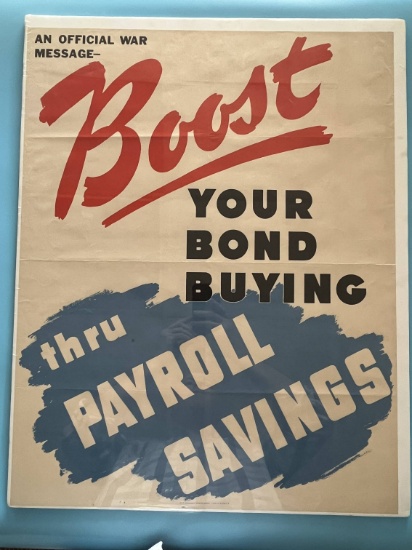 AN OFFICIAL WAR
MESSAGE—
Boost
YOUR
BOND
BUYING
thru
PAYROLL
SAVINGS